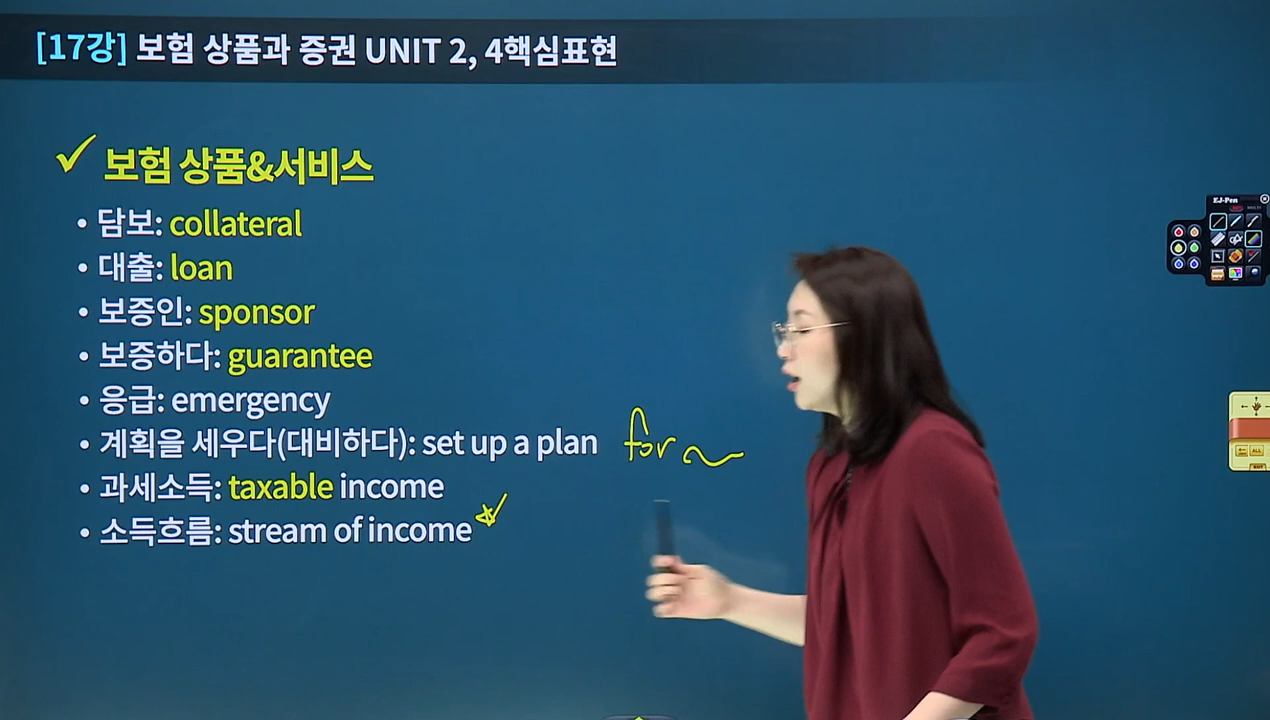 [17강] 보험 상품과 증권 UNIT 2, 4핵심표현
보험 상품&서비스
• 담보: collateral
• 대출: loan
• 보증인: sponsor
• 보증하다: guarantee
• 응급: emergency
• 계획을 세우다(대비하다): set up a plan for ~
• 과세소득: taxable income
• 소득흐름: stream of income
EJ-Pen
ALL